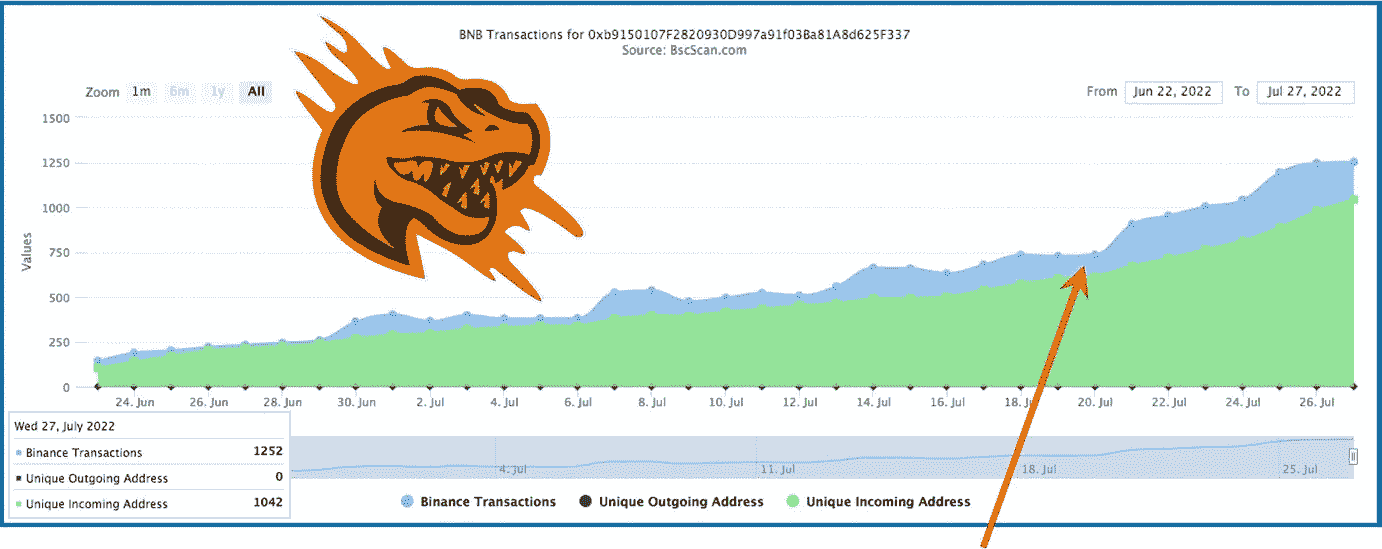 BNB Transactions for 0xb9150107F2820930D997a91f03Ba81A8d625F337
Source: BscScan.com
Zoom 1m 6m 1y All
From Jun 22, 2022 To Jul 27, 2022
1500
1250
1000
750
500
250
0
Values
24. Jun 26. Jun 28. Jun 30. Jun 2. Jul 4. Jul 6. Jul 8. Jul 10. Jul 12. Jul 14. Jul 16. Jul 18. Jul 20. Jul 22. Jul 24. Jul 26. Jul
Wed 27, July 2022
Binance Transactions 1252
Unique Outgoing Address 0
Unique Incoming Address 1042
4. Jul 11. Jul 18. Jul 25. Jul
Binance Transactions Unique Outgoing Address Unique Incoming Address